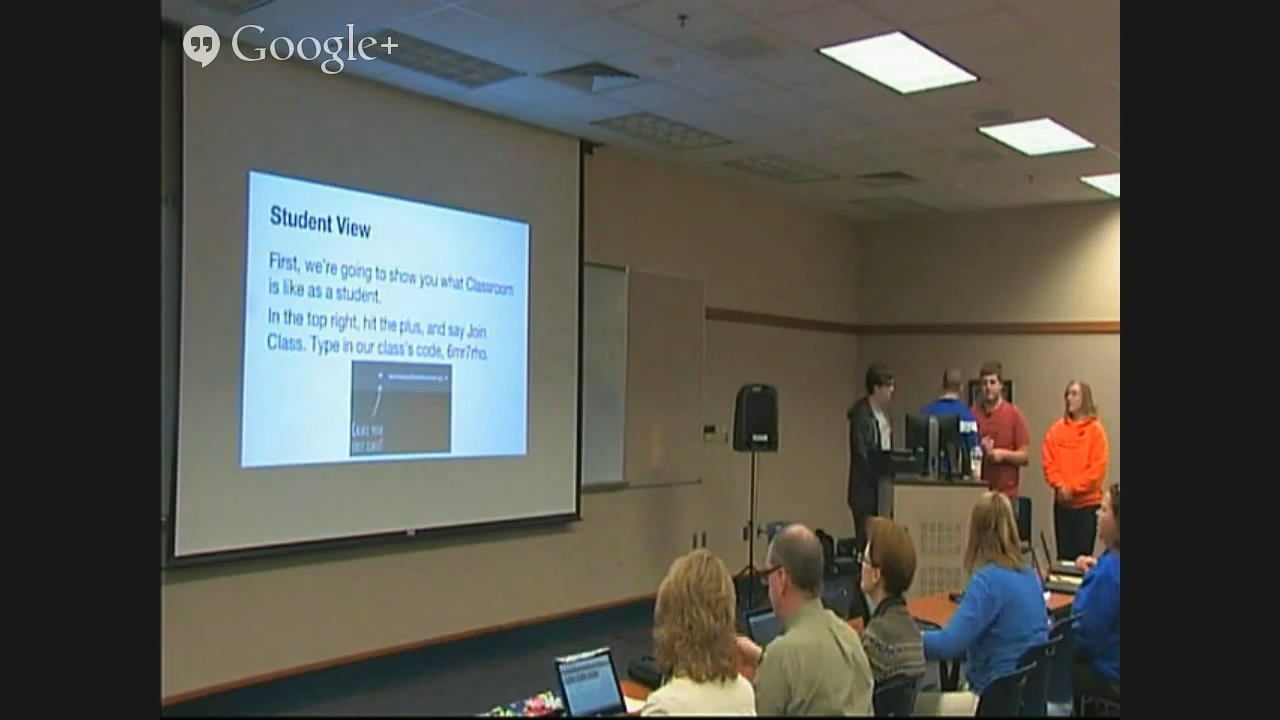 Google+
Student View
First, we're going to show you what Classroom
is like as a student.
In the top right, hit the plus, and say Join
Class. Type in our class's code, 6mr7rho.